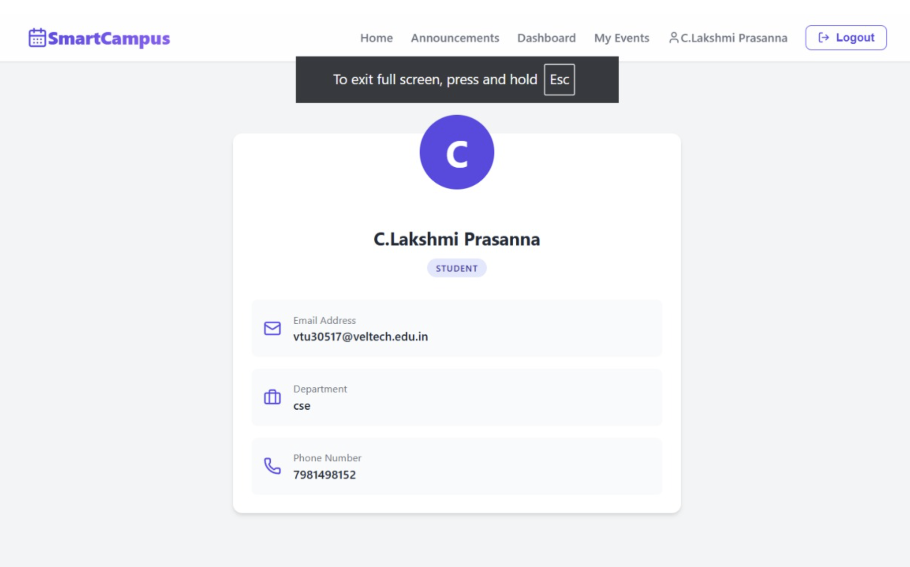 SmartCampus
Home Announcements Dashboard My Events C.Lakshmi Prasanna Logout
To exit full screen, press and hold Esc
C
C.Lakshmi Prasanna
STUDENT
Email Address
vtu30517@veltech.edu.in
Department
cse
Phone Number
7981498152